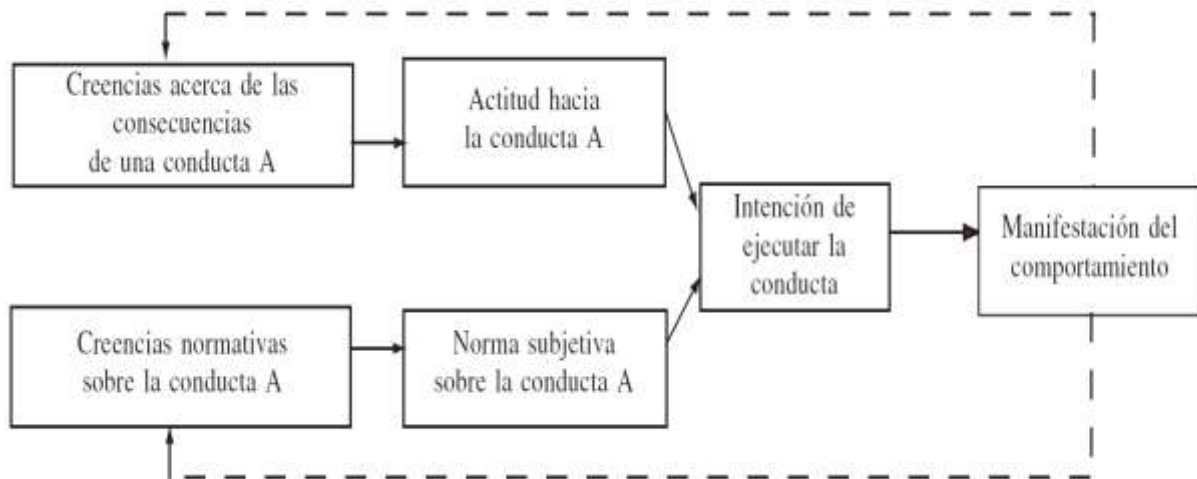 Creencias acerca de las
consecuencias
de una conducta A
Actitud hacia
la conducta A
Intención de
ejecutar la
conducta
Manifestación del
comportamiento
Creencias normativas
sobre la conducta A
Norma subjetiva
sobre la conducta A